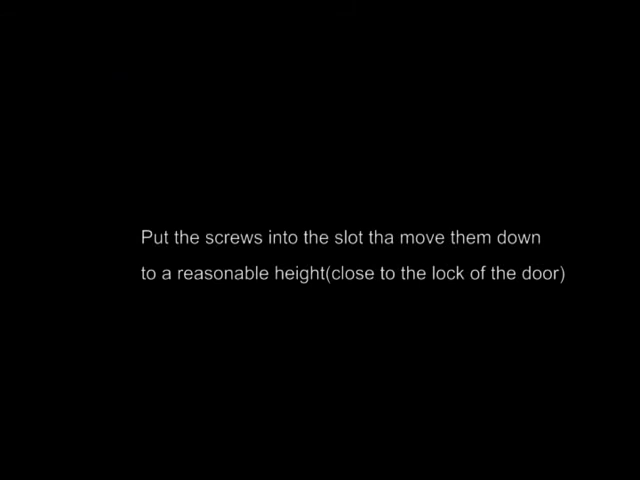 Put the screws into the slot tha move them down
to a reasonable height(close to the lock of the door)